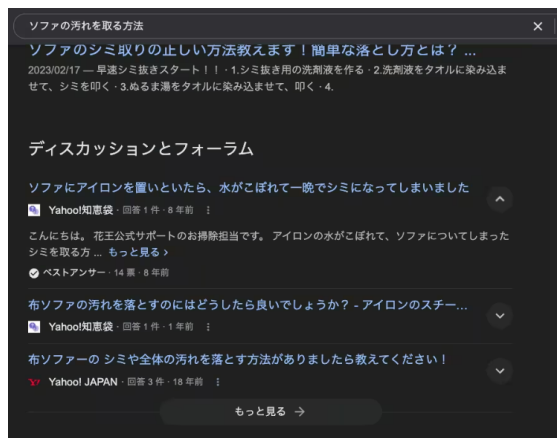 ソファの汚れを取る方法
ソファのシミ取りの正しい方法教えます！簡単な落とし方とは？ ...
2023/02/17 — 早速シミ抜きスタート！！ · 1.シミ抜き用の洗剤液を作る · 2.洗剤液をタオルに染み込ま
せて、シミを叩く · 3.ぬるま湯をタオルに染み込ませて、叩く · 4.
ディスカッションとフォーラム
ソファにアイロンを置いといたら、水がこぼれて一晩でシミになってしまいました
Yahoo!知恵袋 · 回答 1 件 · 8 年前
こんにちは。 花王公式サポートのお掃除担当です。 アイロンの水がこぼれて、ソファについてしまった
シミを取る方 ... もっと見る
ベストアンサー · 14 票 · 8 年前
布ソファの汚れを落とすのにはどうしたら良いでしょうか？ - アイロンのスチー...
Yahoo!知恵袋 · 回答 1 件 · 1 年前
布ソファーの シミや全体の汚れを落とす方法がありましたら教えてください！
Yahoo! JAPAN · 回答 3 件 · 18 年前
もっと見る